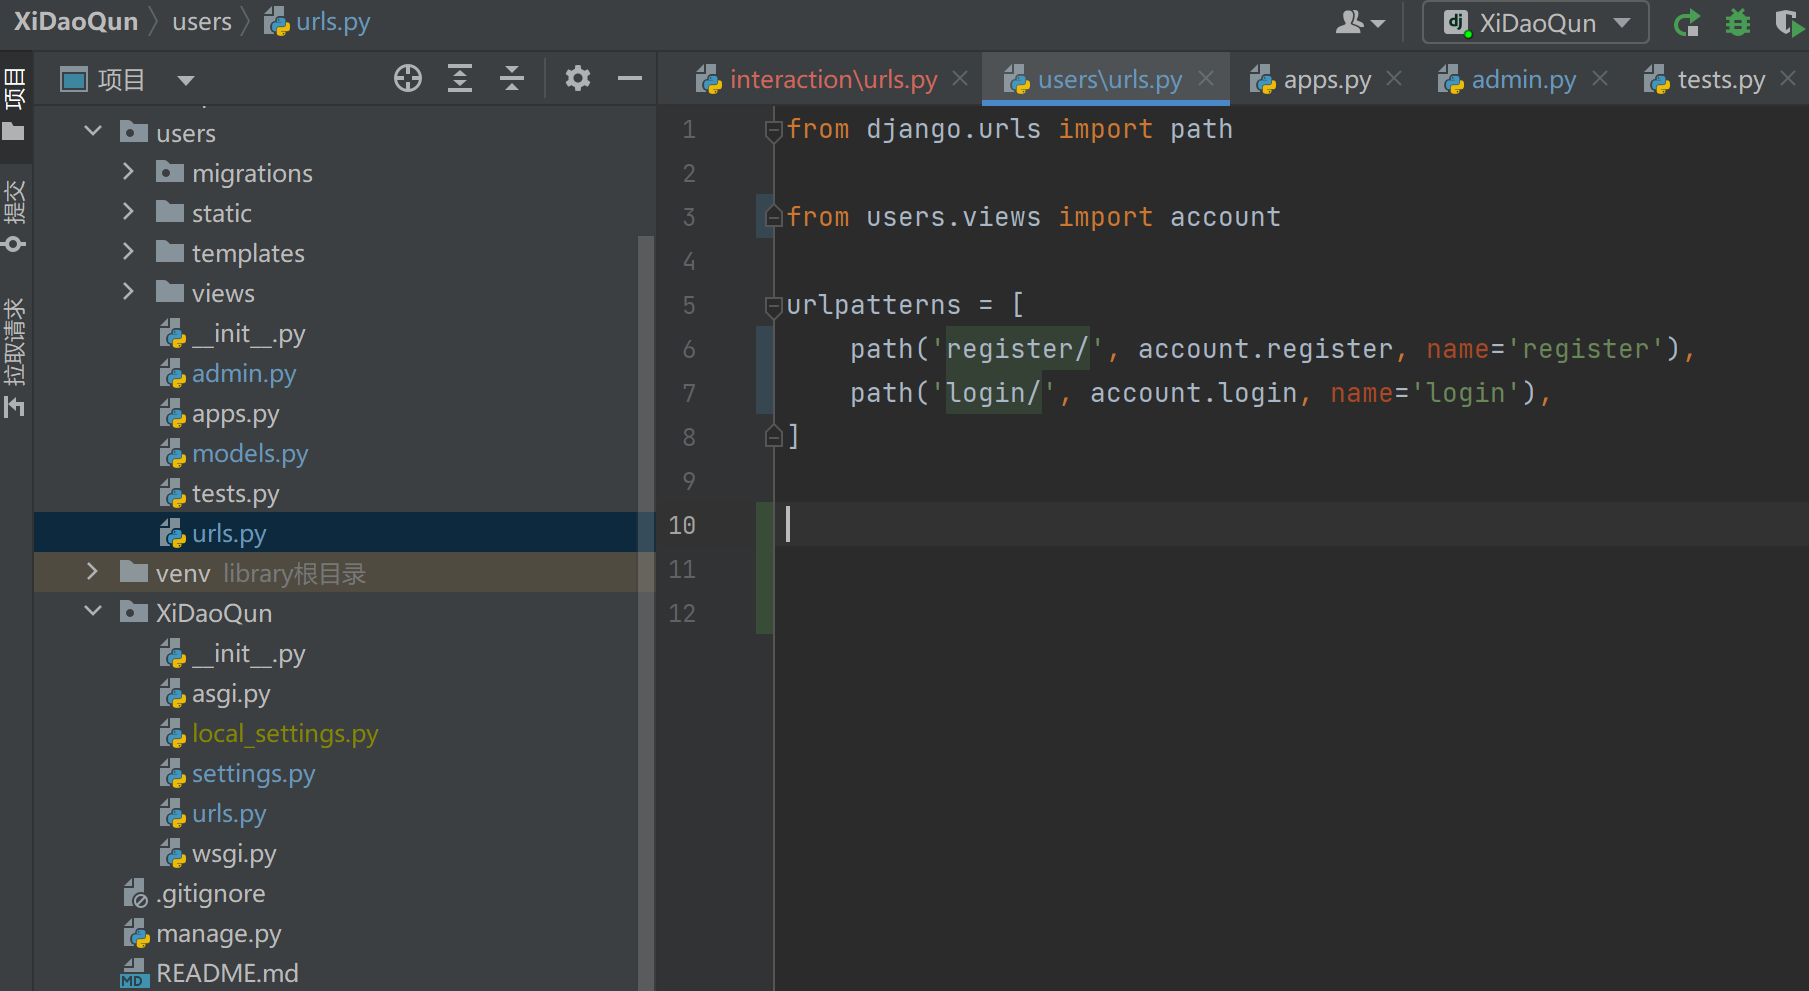 XiDaoQun
users
urls.py
XiDaoQun
项目
提交
拉取请求
项目
users
migrations
static
templates
views
__init__.py
admin.py
apps.py
models.py
tests.py
urls.py
venv library根目录
XiDaoQun
__init__.py
asgi.py
local_settings.py
settings.py
urls.py
wsgi.py
.gitignore
manage.py
README.md
interaction\urls.py
users\urls.py
apps.py
admin.py
tests.py
1 from django.urls import path
2
3 from users.views import account
4
5 urlpatterns = [
6 path('register/', account.register, name='register'),
7 path('login/', account.login, name='login'),
8 ]
9
10
11
12